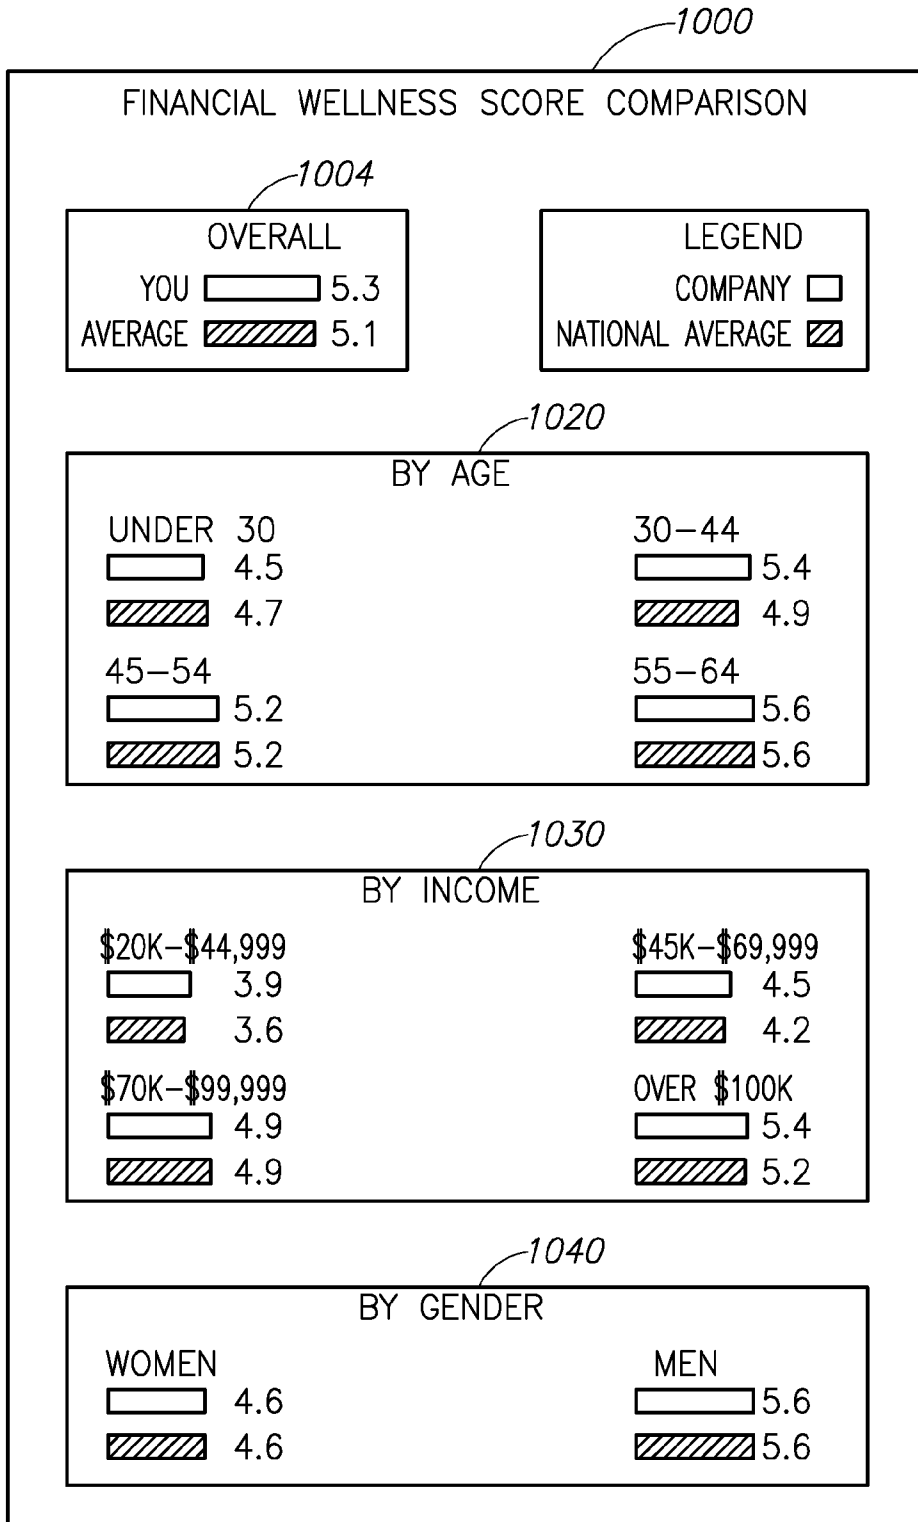 1000
FINANCIAL WELLNESS SCORE COMPARISON
1004
OVERALL
YOU 5.3
AVERAGE 5.1
LEGEND
COMPANY
NATIONAL AVERAGE
1020
BY AGE
UNDER 30
4.5
4.7
30-44
5.4
4.9
45-54
5.2
5.2
55-64
5.6
5.6
1030
BY INCOME
$20K-$44,999
3.9
3.6
$45K-$69,999
4.5
4.2
$70K-$99,999
4.9
4.9
OVER $100K
5.4
5.2
1040
BY GENDER
WOMEN
4.6
4.6
MEN
5.6
5.6